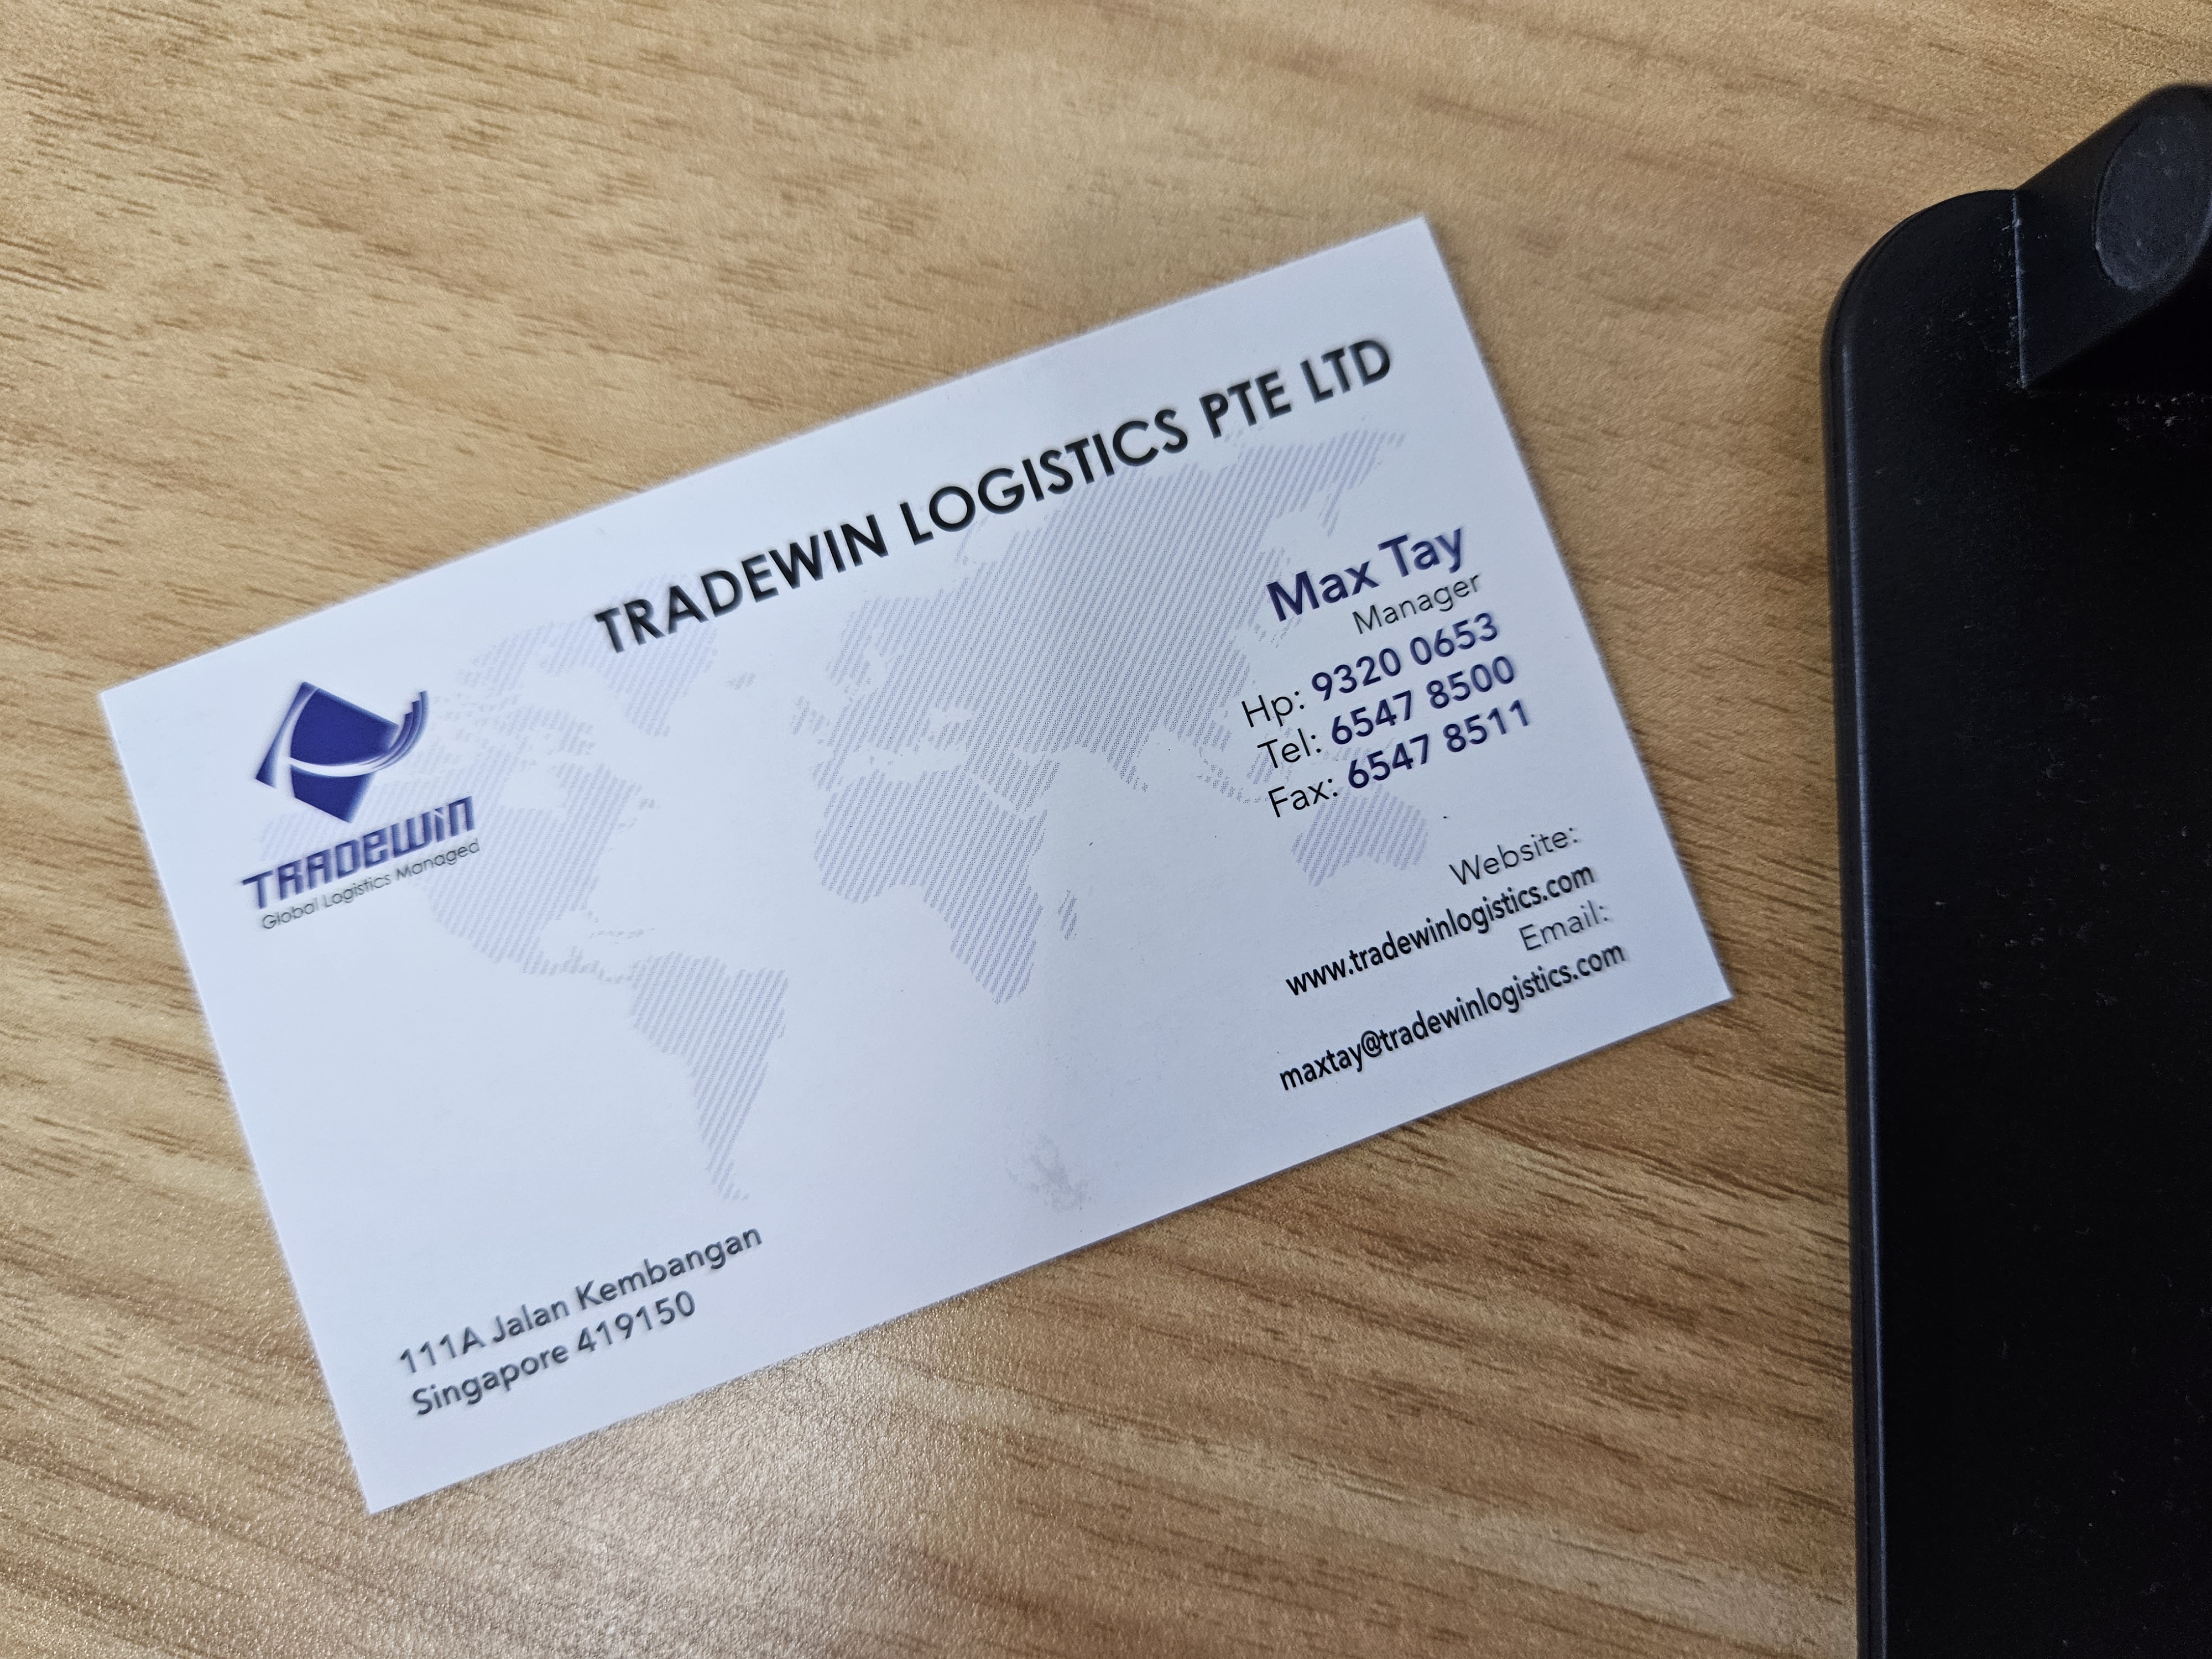 TRADEWIN LOGISTICS PTE LTD
TRADEWIN
Global Logistics Managed
Max Tay
Manager
Hp: 9320 0653
Tel: 6547 8500
Fax: 6547 8511
Website:
www.tradewinlogistics.com
Email:
maxtay@tradewinlogistics.com
111A Jalan Kembangan
Singapore 419150